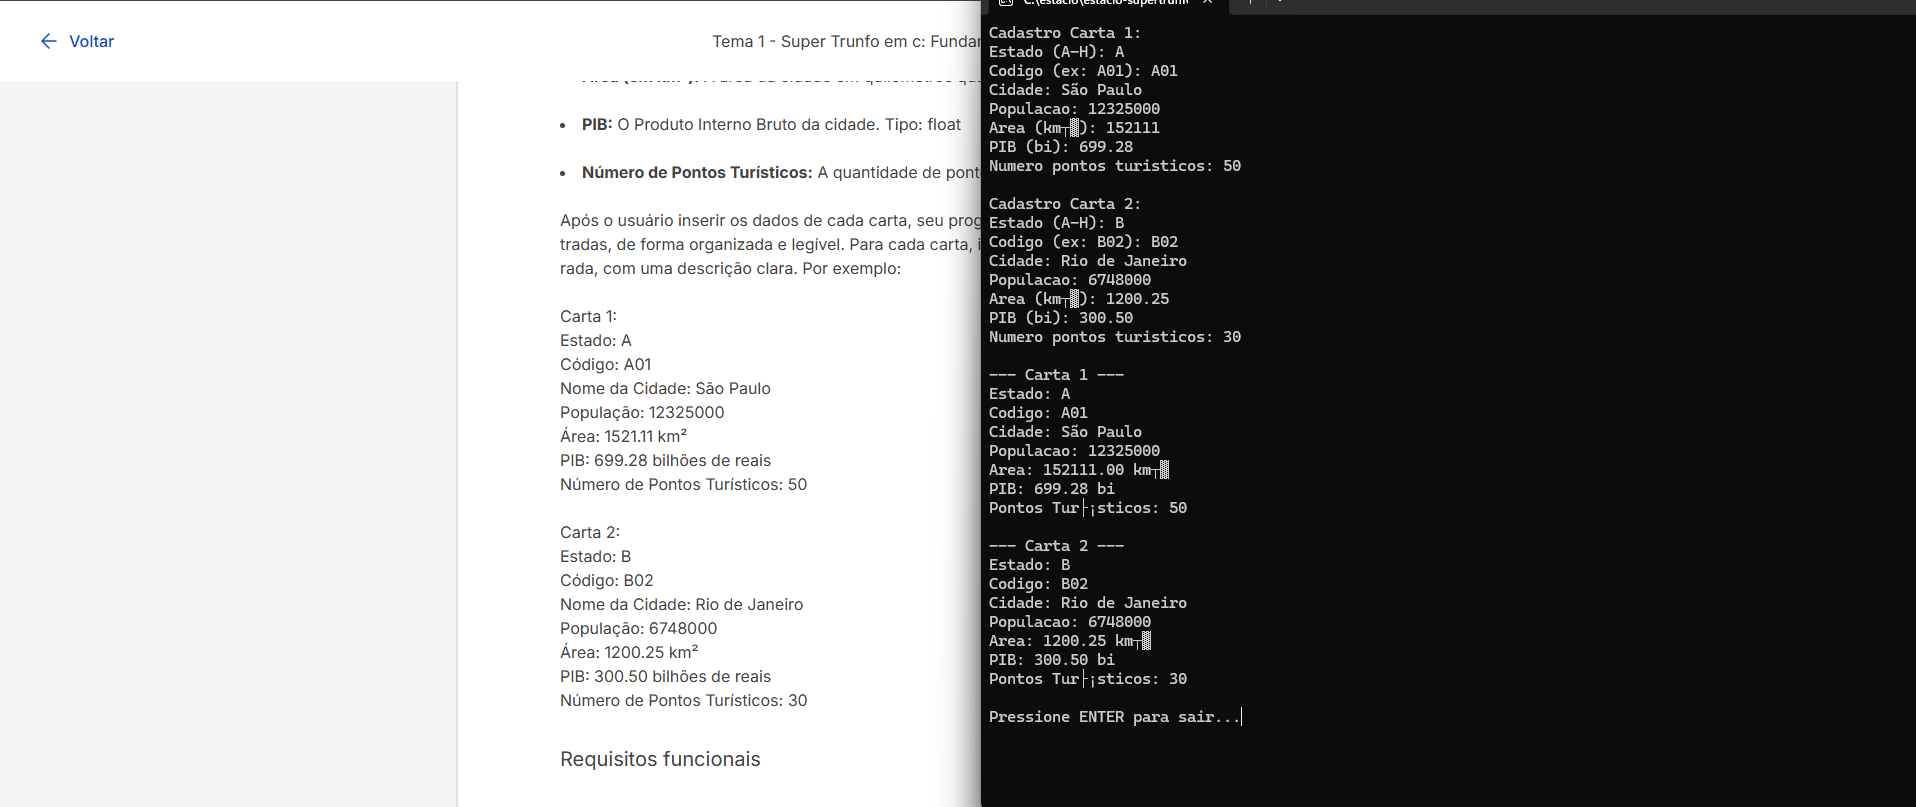 Voltar
Tema 1 - Super Trunfo em c: Fundar
PIB: O Produto Interno Bruto da cidade. Tipo: float
Número de Pontos Turísticos: A quantidade de pont
Após o usuário inserir os dados de cada carta, seu prog
tradas, de forma organizada e legível. Para cada carta, i
rada, com uma descrição clara. Por exemplo:
Carta 1:
Estado: A
Código: A01
Nome da Cidade: São Paulo
População: 12325000
Área: 1521.11 km²
PIB: 699.28 bilhões de reais
Número de Pontos Turísticos: 50
Carta 2:
Estado: B
Código: B02
Nome da Cidade: Rio de Janeiro
População: 6748000
Área: 1200.25 km²
PIB: 300.50 bilhões de reais
Número de Pontos Turísticos: 30
Requisitos funcionais
Cadastro Carta 1:
Estado (A-H): A
Codigo (ex: A01): A01
Cidade: São Paulo
Populacao: 12325000
Area (km┬▓): 152111
PIB (bi): 699.28
Numero pontos turisticos: 50
Cadastro Carta 2:
Estado (A-H): B
Codigo (ex: B02): B02
Cidade: Rio de Janeiro
Populacao: 6748000
Area (km┬▓): 1200.25
PIB (bi): 300.50
Numero pontos turisticos: 30
--- Carta 1 ---
Estado: A
Codigo: A01
Cidade: São Paulo
Populacao: 12325000
Area: 152111.00 km┬▓
PIB: 699.28 bi
Pontos Tur├¡sticos: 50
--- Carta 2 ---
Estado: B
Codigo: B02
Cidade: Rio de Janeiro
Populacao: 6748000
Area: 1200.25 km┬▓
PIB: 300.50 bi
Pontos Tur├¡sticos: 30
Pressione ENTER para sair...